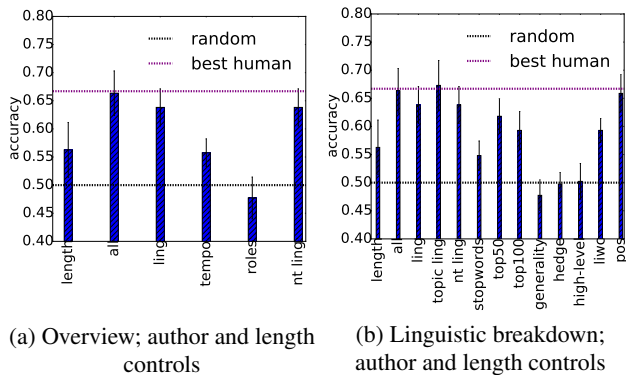 0.80
0.75
0.70
0.65
0.60
0.55
0.50
0.45
0.40
accuracy
random
best human
length
all
ling
tempo
roles
nt ling
(a) Overview; author and length
controls
0.80
0.75
0.70
0.65
0.60
0.55
0.50
0.45
0.40
accuracy
random
best human
length
all
ling
topic ling
nt ling
stopwords
top50
top100
generality
hedge
high-level
liwc
pos
(b) Linguistic breakdown;
author and length controls